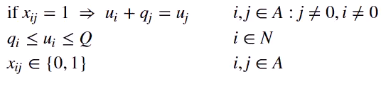 if x_{ij} = 1 ⇒ u_i + q_j = u_j i, j ∈ A : j ≠ 0, i ≠ 0
q_i ≤ u_i ≤ Q i ∈ N
x_{ij} ∈ {0, 1} i, j ∈ A